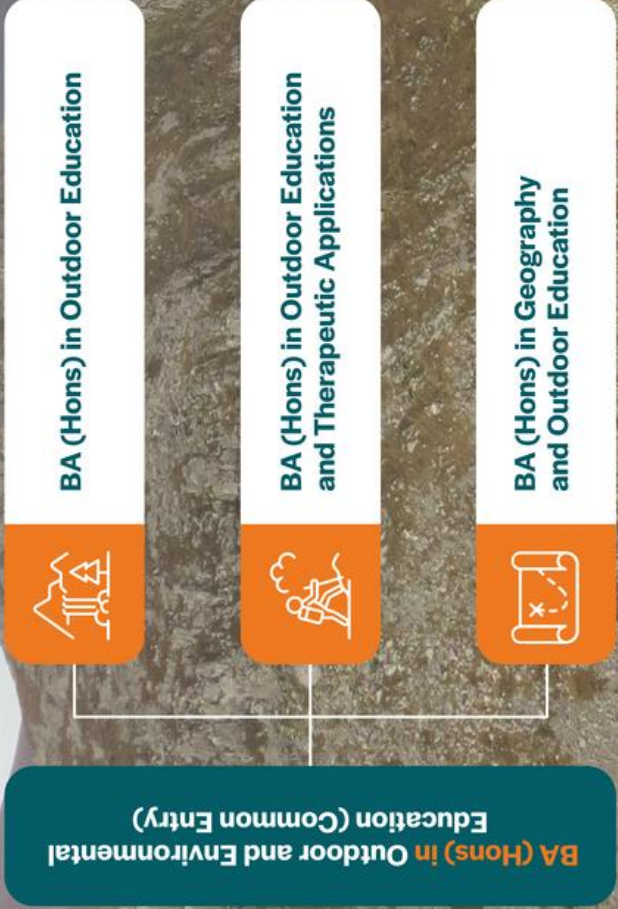 BA (Hons) in Outdoor and Environmental
Education (Common Entry)
BA (Hons) in Outdoor Education
BA (Hons) in Outdoor Education
and Therapeutic Applications
BA (Hons) in Geography
and Outdoor Education